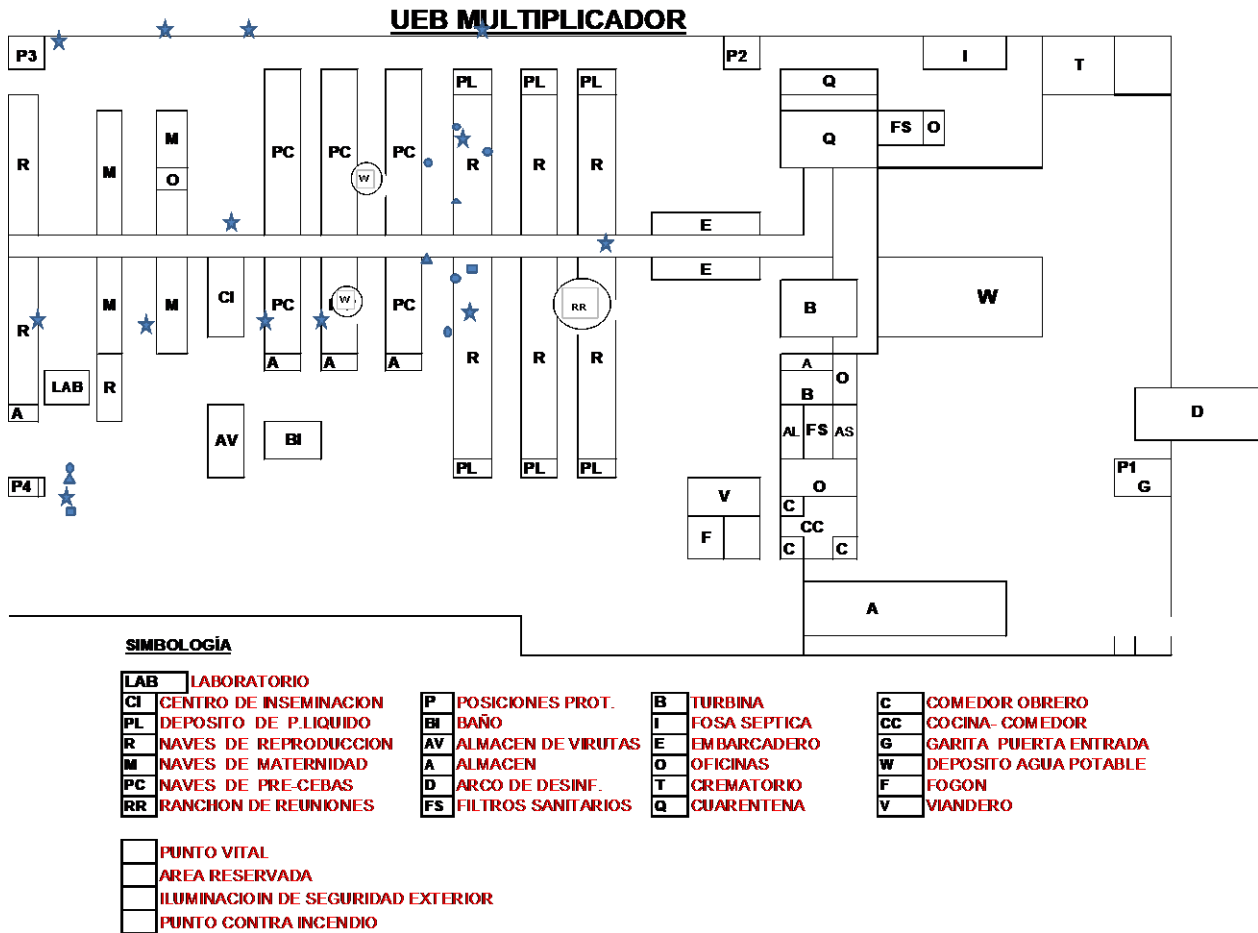 UEB MULTIPLICADOR
P3 P2 I T
PL PL PL Q
M PC PC PC Q FS O
R M O W R R R
E
E
CI W RR B W
R M M PC PC R R R
A A A A O
LAB R B
A D
AV BI AL FS AS
PL PL PL P1
P4 V O G
C
F CC
C C
A
SIMBOLOGÍA
LAB LABORATORIO
CI CENTRO DE INSEMINACION P POSICIONES PROT. B TURBINA C COMEDOR OBRERO
PL DEPOSITO DE P.LIQUIDO BI BAÑO I FOSA SEPTICA CC COCINA- COMEDOR
R NAVES DE REPRODUCCION AV ALMACEN DE VIRUTAS E EMBARCADERO G GARITA PUERTA ENTRADA
M NAVES DE MATERNIDAD A ALMACEN O OFICINAS W DEPOSITO AGUA POTABLE
PC NAVES DE PRE-CEBAS D ARCO DE DESINF. T CREMATORIO F FOGON
RR RANCHON DE REUNIONES FS FILTROS SANITARIOS Q CUARENTENA V VIANDERO
PUNTO VITAL
AREA RESERVADA
ILUMINACIOIN DE SEGURIDAD EXTERIOR
PUNTO CONTRA INCENDIO